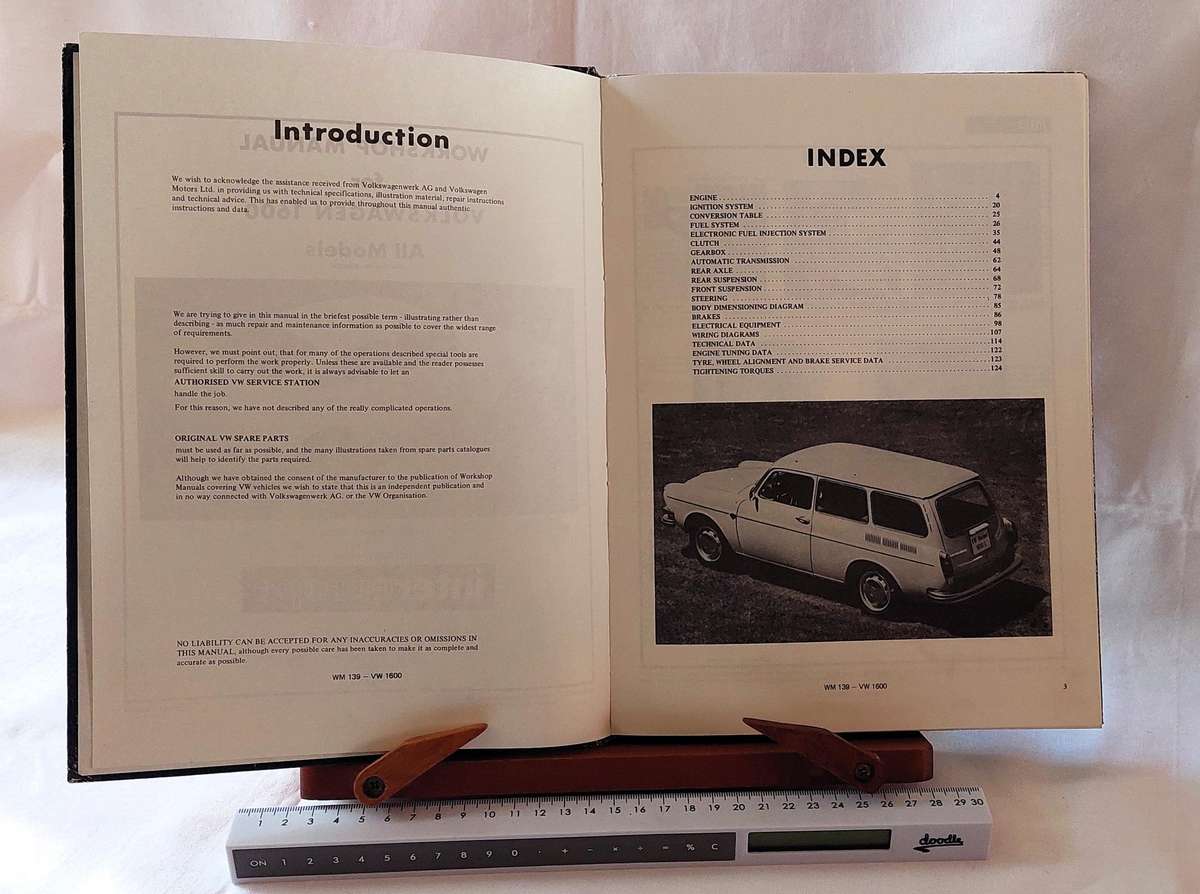 Introduction
We wish to acknowledge the assistance received from Volkswagenwerk AG and Volkswagen
Motors Ltd. in providing us with technical specifications, illustration material, repair instructions
and technical advice. This has enabled us to provide throughout this manual authentic
instructions and data.
We are trying to give in this manual in the briefest possible term - illustrating rather than
describing - as much repair and maintenance information as possible to cover the widest range
of requirements.
However, we must point out, that for many of the operations described special tools are
required to perform the work properly. Unless these are available and the reader possesses
sufficient skill to carry out the work, it is always advisable to let an
AUTHORISED VW SERVICE STATION
handle the job.
For this reason, we have not described any of the really complicated operations.
ORIGINAL VW SPARE PARTS
must be used as far as possible, and the many illustrations taken from spare parts catalogues
will help to identify the parts required.
Although we have obtained the consent of the manufacturer to the publication of Workshop
Manuals covering VW vehicles we wish to state that this is an independent publication and
in no way connected with Volkswagenwerk AG. or the VW Organisation.
NO LIABILITY CAN BE ACCEPTED FOR ANY INACCURACIES OR OMISSIONS IN
THIS MANUAL, although every possible care has been taken to make it as complete and
accurate as possible.
WM 139 – VW 1600
INDEX
ENGINE 4
IGNITION SYSTEM 20
CONVERSION TABLE 25
FUEL SYSTEM 26
ELECTRONIC FUEL INJECTION SYSTEM 35
CLUTCH 44
GEARBOX 48
AUTOMATIC TRANSMISSION 62
REAR AXLE 64
REAR SUSPENSION 68
FRONT SUSPENSION 72
STEERING 78
BODY DIMENSIONING DIAGRAM 85
BRAKES 86
ELECTRICAL EQUIPMENT 98
WIRING DIAGRAMS 107
TECHNICAL DATA 114
ENGINE TUNING DATA 122
TYRE, WHEEL ALIGNMENT AND BRAKE SERVICE DATA 123
TIGHTENING TORQUES 124
WM 139 – VW 1600
3
1 2 3 4 5 6 7 8 9 10 11 12 13 14 15 16 17 18 19 20 21 22 23 24 25 26 27 28 29 30
ON 1 2 3 4 5 6 7 8 9 0 · + − × ÷ = % C
doodle